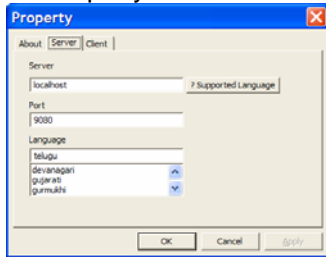 Property
About Server Client
Server
localhost
? Supported Language
Port
9080
Language
telugu
devanagari
gujarati
gurmukhi
OK Cancel Apply